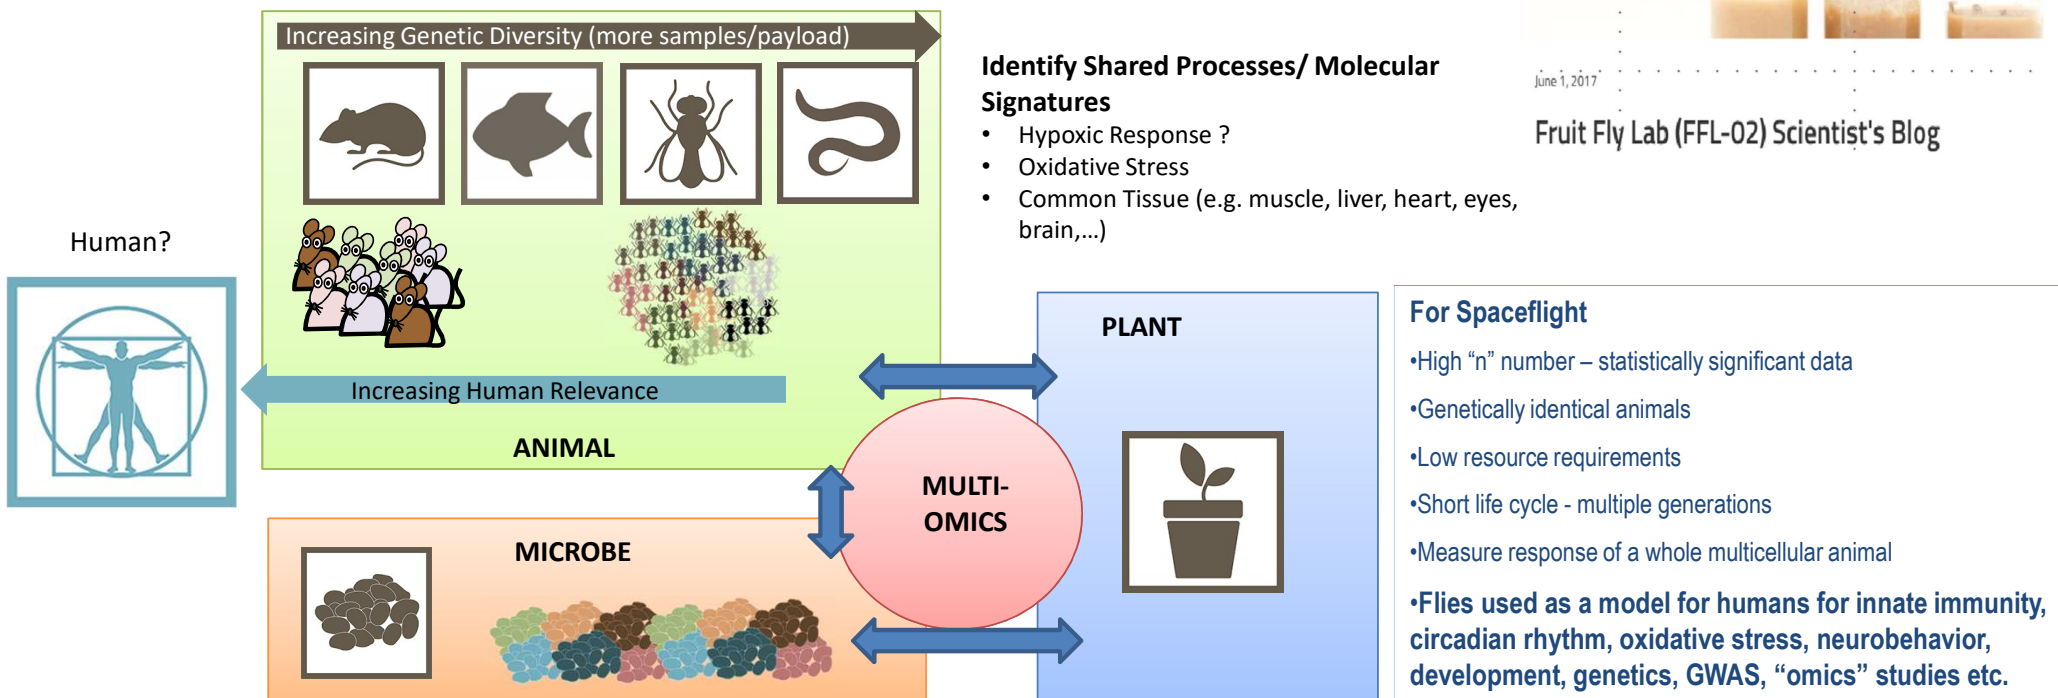 Increasing Genetic Diversity (more samples/payload)
Human?
Increasing Human Relevance
ANIMAL
MICROBE
MULTI-
OMICS
PLANT
Identify Shared Processes/ Molecular
Signatures
• Hypoxic Response ?
• Oxidative Stress
• Common Tissue (e.g. muscle, liver, heart, eyes,
brain,...)
June 1, 2017
Fruit Fly Lab (FFL-02) Scientist's Blog
For Spaceflight
•High “n” number – statistically significant data
•Genetically identical animals
•Low resource requirements
•Short life cycle - multiple generations
•Measure response of a whole multicellular animal
•Flies used as a model for humans for innate immunity,
circadian rhythm, oxidative stress, neurobehavior,
development, genetics, GWAS, “omics” studies etc.